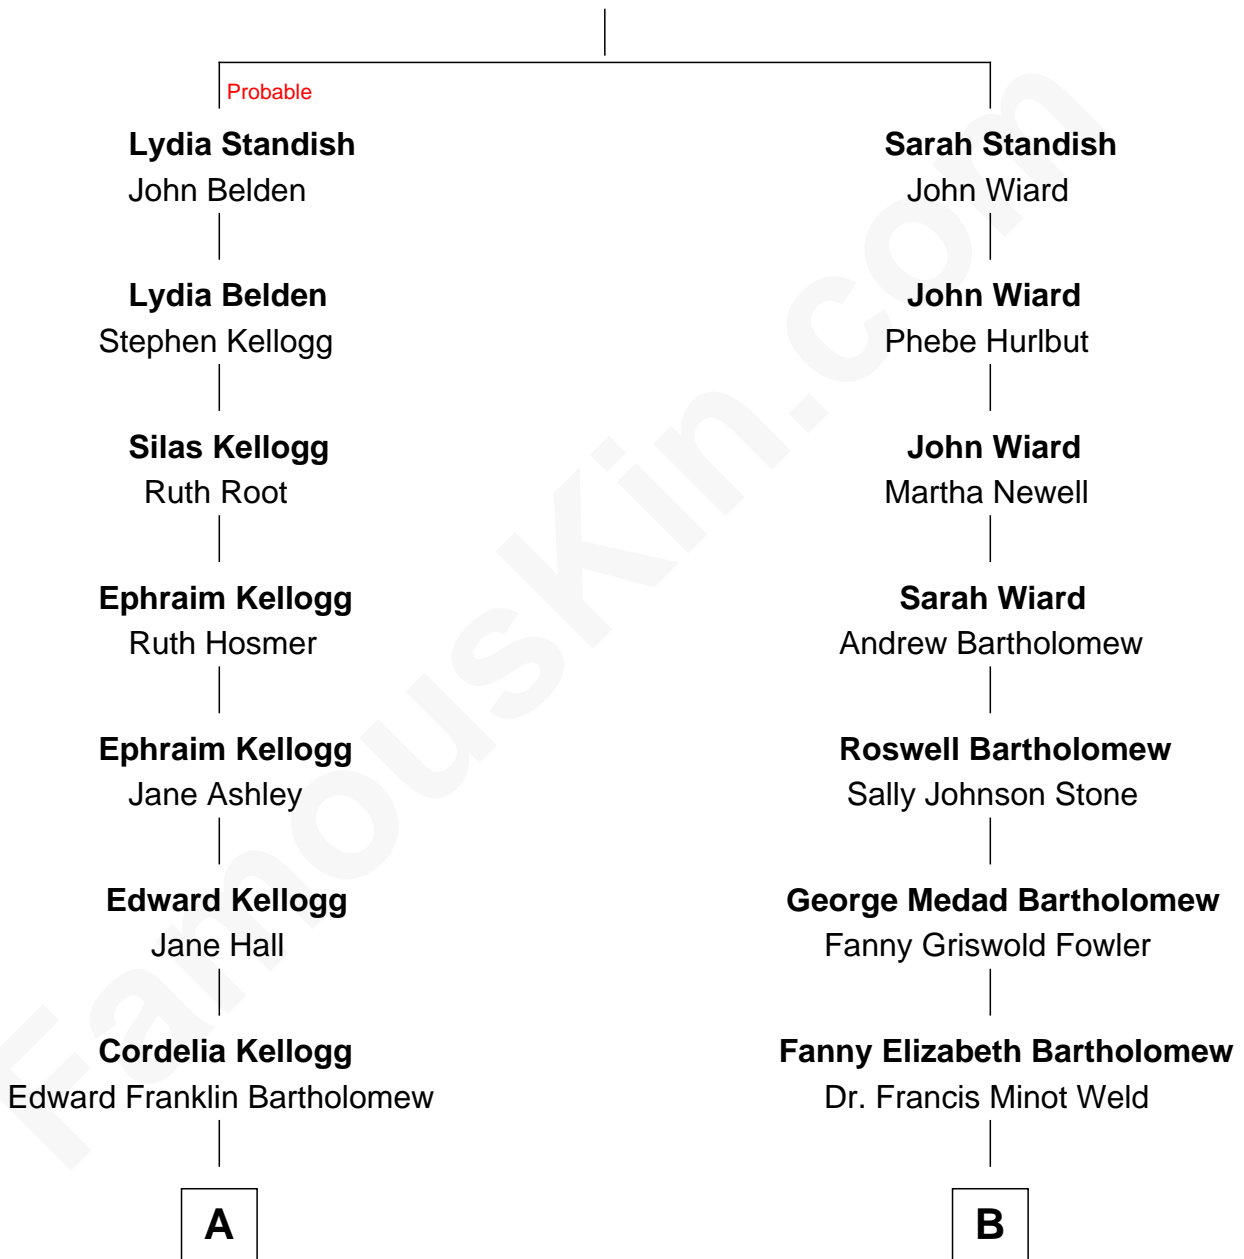 Probable
Lydia Standish
John Belden
Lydia Belden
Stephen Kellogg
Silas Kellogg
Ruth Root
Ephraim Kellogg
Ruth Hosmer
Ephraim Kellogg
Jane Ashley
Edward Kellogg
Jane Hall
Cordelia Kellogg
Edward Franklin Bartholomew
A
Sarah Standish
John Wiard
John Wiard
Phebe Hurlbut
John Wiard
Martha Newell
Sarah Wiard
Andrew Bartholomew
Roswell Bartholomew
Sally Johnson Stone
George Medad Bartholomew
Fanny Griswold Fowler
Fanny Elizabeth Bartholomew
Dr. Francis Minot Weld
B
FamousKin.com